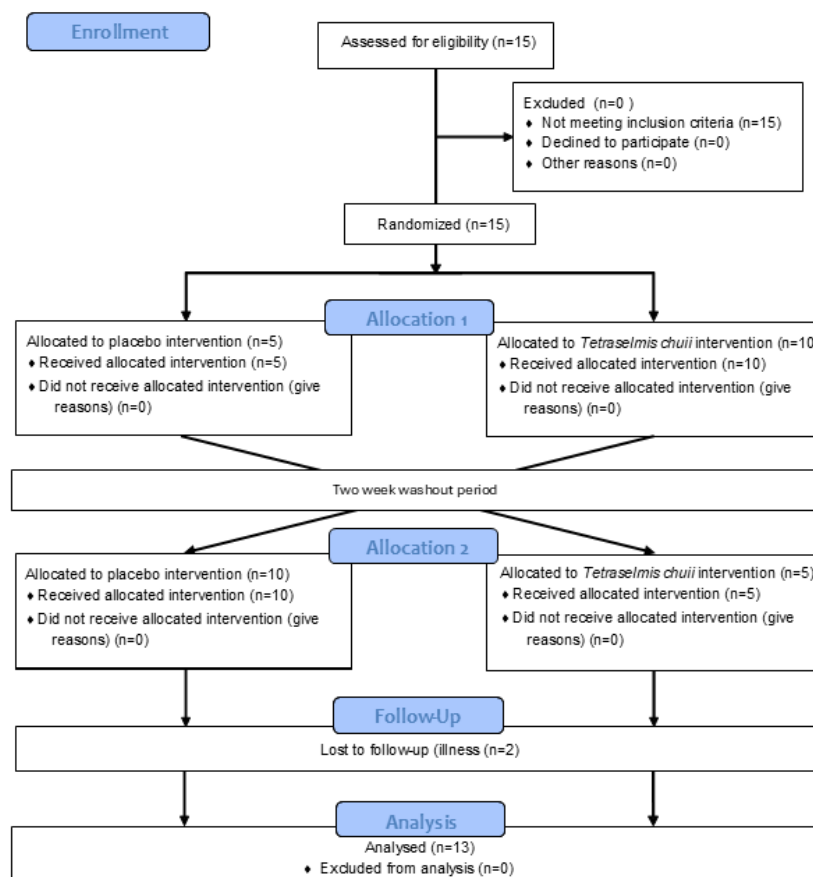 Enrollment
Assessed for eligibility (n=15)
Excluded (n=0 )
♦ Not meeting inclusion criteria (n=15)
♦ Declined to participate (n=0)
♦ Other reasons (n=0)
Randomized (n=15)
Allocation 1
Allocated to placebo intervention (n=5)
♦ Received allocated intervention (n=5)
♦ Did not receive allocated intervention (give
reasons) (n=0)
Allocated to Tetraselmis chuii intervention (n=10
♦ Received allocated intervention (n=10)
♦ Did not receive allocated intervention (give
reasons) (n=0)
Two week washout period
Allocation 2
Allocated to placebo intervention (n=10)
♦ Received allocated intervention (n=10)
♦ Did not receive allocated intervention (give
reasons) (n=0)
Allocated to Tetraselmis chuii intervention (n=5)
♦ Received allocated intervention (n=5)
♦ Did not receive allocated intervention (give
reasons) (n=0)
Follow-Up
Lost to follow-up (illness (n=2)
Analysis
Analysed (n=13)
♦ Excluded from analysis (n=0)